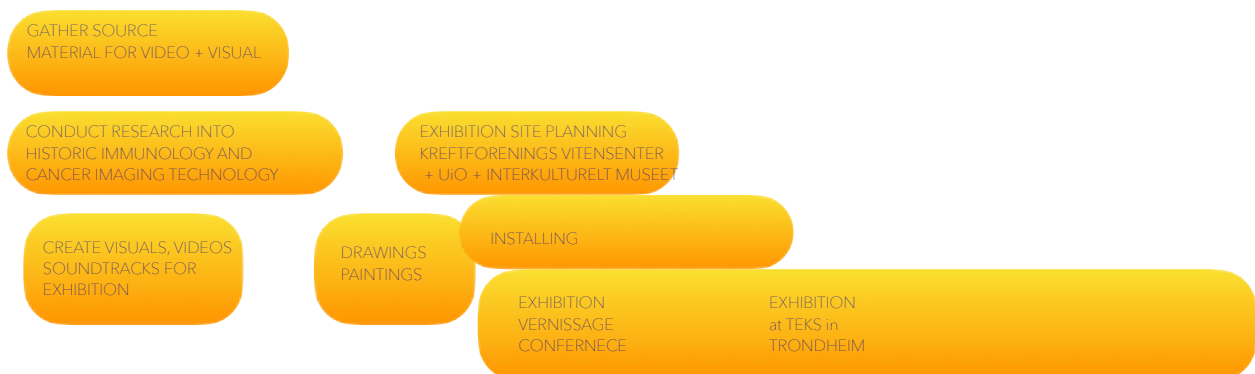 GATHER SOURCE
MATERIAL FOR VIDEO + VISUAL
CONDUCT RESEARCH INTO
HISTORIC IMMUNOLOGY AND
CANCER IMAGING TECHNOLOGY
EXHIBITION SITE PLANNING
KREFTFORENINGS VITENSENTER
+ UiO + INTERKULTURELT MUSEET
CREATE VISUALS, VIDEOS
SOUNDTRACKS FOR
EXHIBITION
DRAWINGS
PAINTINGS
INSTALLING
EXHIBITION
VERNISSAGE
CONFERNECE
EXHIBITION
at TEKS in
TRONDHEIM